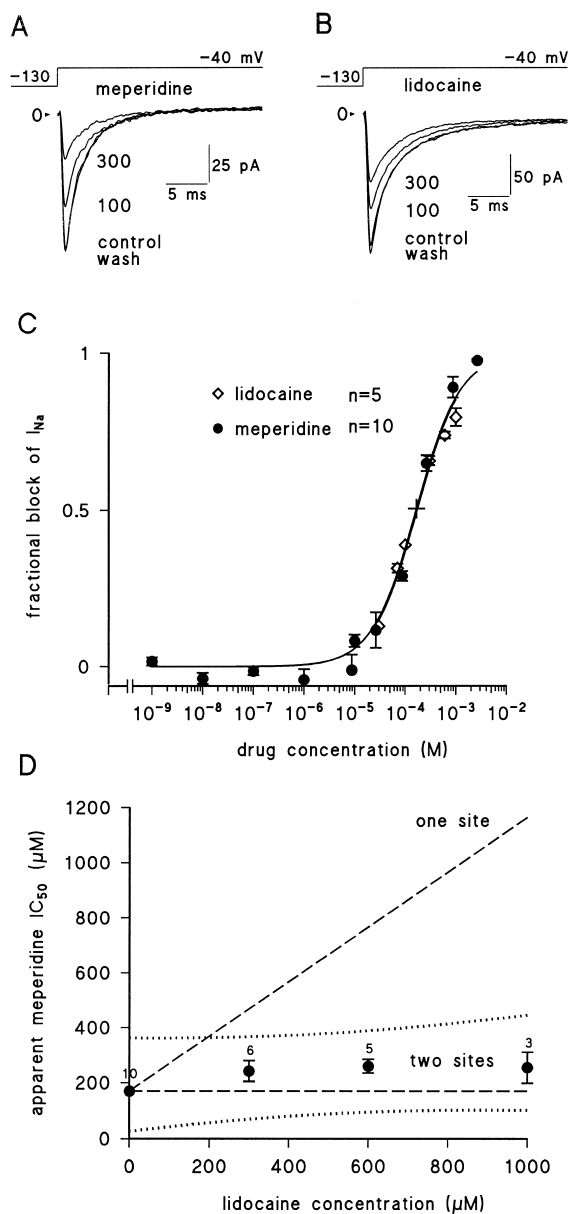 A
−40 mV
−130
meperidine
0
300
25 pA
100
5 ms
control
wash
B
−40 mV
−130
lidocaine
0
300
50 pA
100
5 ms
control
wash
C
fractional block of I_Na
1
0.5
0
lidocaine n=5
meperidine n=10
10⁻⁹ 10⁻⁸ 10⁻⁷ 10⁻⁶ 10⁻⁵ 10⁻⁴ 10⁻³ 10⁻²
drug concentration (M)
D
apparent meperidine IC₅₀ (μM)
1200
1000
800
600
400
200
0
one site
two sites
10
6
5
3
0 200 400 600 800 1000
lidocaine concentration (μM)